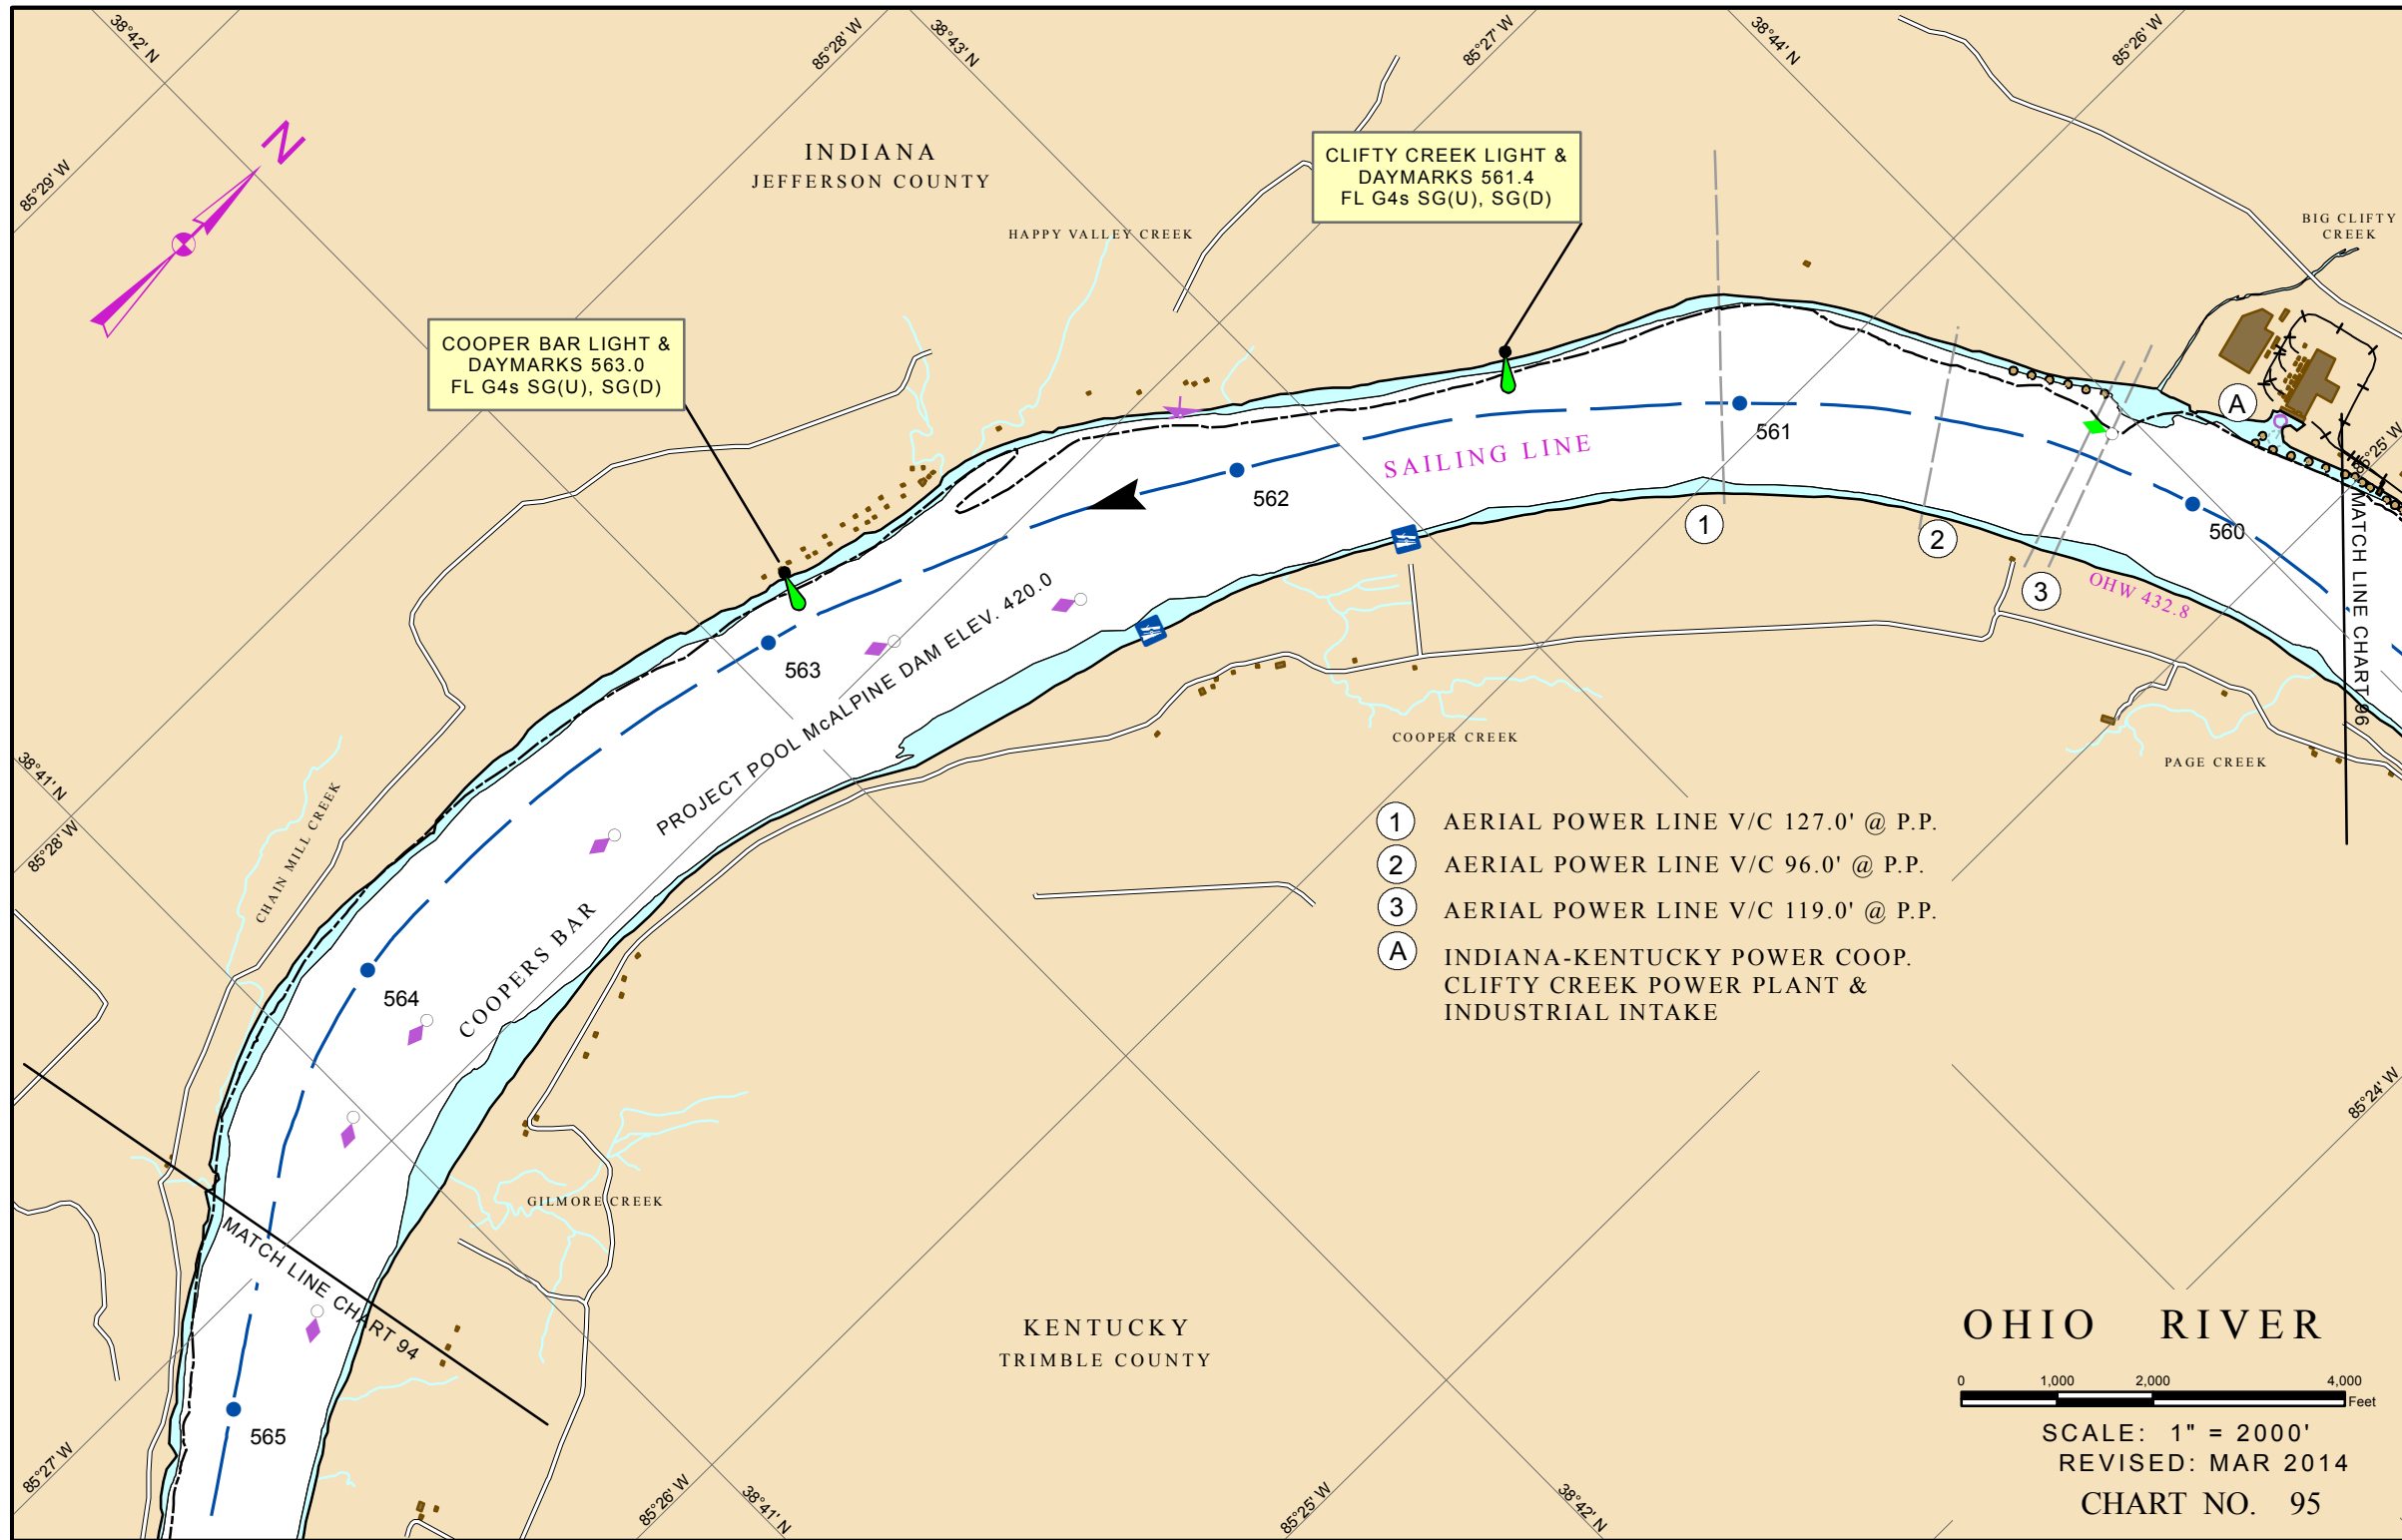 38°42' N
85°28' W
38°43' N
85°27' W
38°44' N
85°26' W
85°29' W
N
INDIANA
JEFFERSON COUNTY
CLIFTY CREEK LIGHT &
DAYMARKS 561.4
FL G4s SG(U), SG(D)
HAPPY VALLEY CREEK
BIG CLIFTY
CREEK
COOPER BAR LIGHT &
DAYMARKS 563.0
FL G4s SG(U), SG(D)
A
85°25' W
SAILING LINE
561
562
560
1
2
3
OHW 432.8
MATCH LINE CHART 96
563
PROJECT POOL McALPINE DAM ELEV. 420.0
COOPER CREEK
PAGE CREEK
38°41' N
85°28' W
CHAIN MILL CREEK
1 AERIAL POWER LINE V/C 127.0' @ P.P.
2 AERIAL POWER LINE V/C 96.0' @ P.P.
3 AERIAL POWER LINE V/C 119.0' @ P.P.
A INDIANA-KENTUCKY POWER COOP.
CLIFTY CREEK POWER PLANT &
INDUSTRIAL INTAKE
COOPERS BAR
564
85°24' W
GILMORE CREEK
MATCH LINE CHART 94
KENTUCKY
TRIMBLE COUNTY
565
85°27' W
85°26' W
38°41' N
85°25' W
38°42' N
OHIO RIVER
0 1,000 2,000 4,000
Feet
SCALE: 1" = 2000'
REVISED: MAR 2014
CHART NO. 95